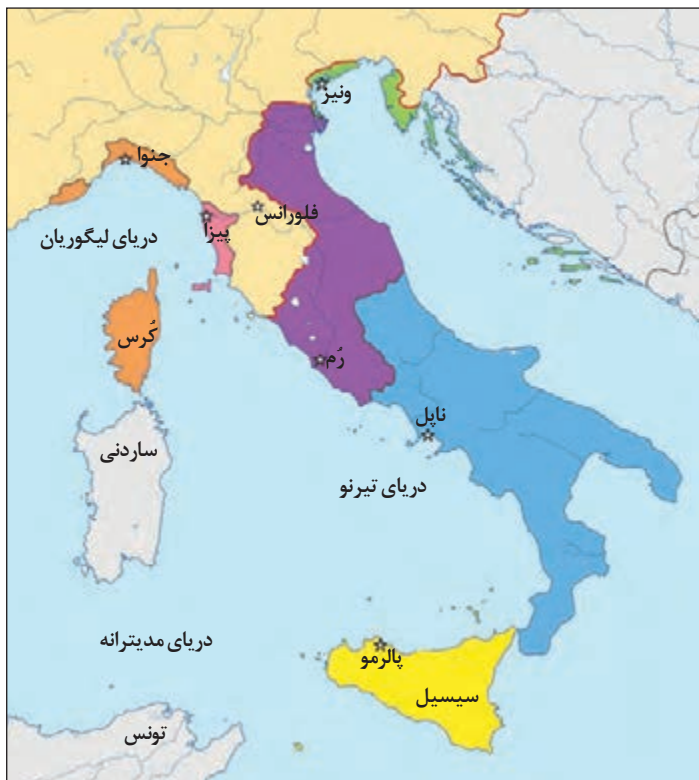 ونیز
جنوا
فلورانس
پیزا
دریای لیگوریان
کُرس
رُم
ناپل
ساردنی
دریای تیرنو
دریای مدیترانه
پالرمو
سیسیل
تونس